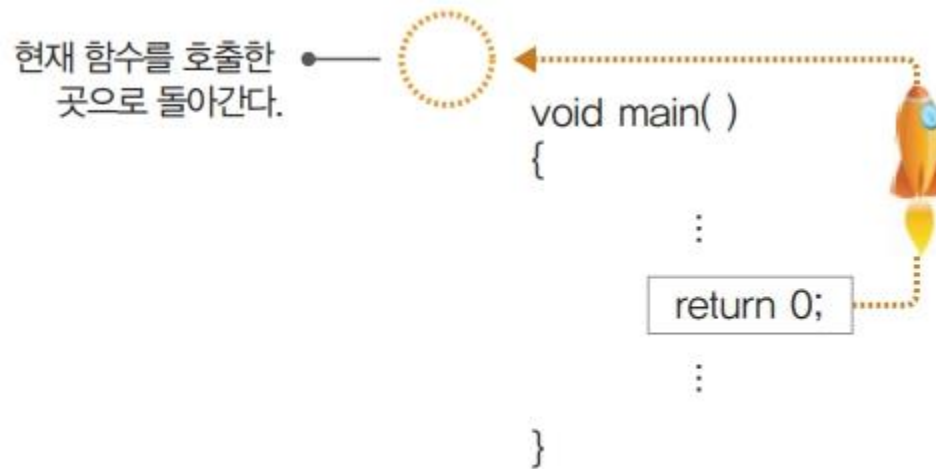 현재 함수를 호출한
곳으로 돌아간다.
void main( )
{
⋮
return 0;
⋮
}